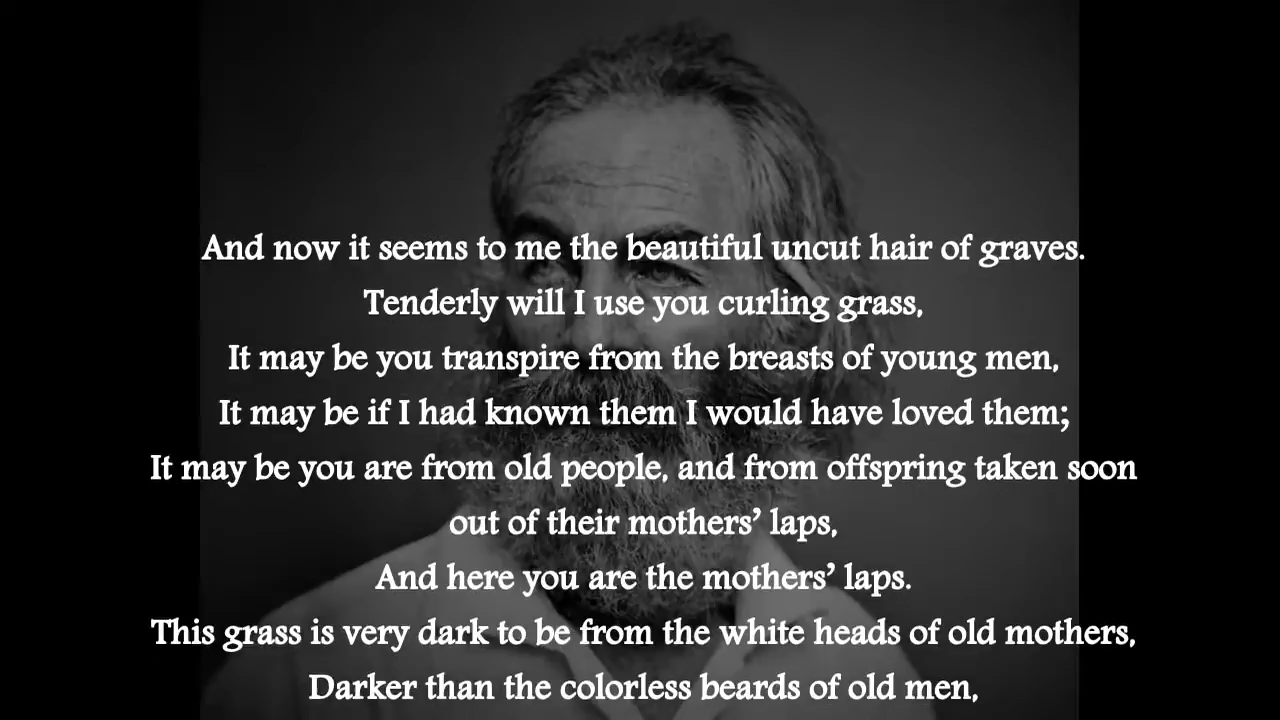 And now it seems to me the beautiful uncut hair of graves.
Tenderly will I use you curling grass,
It may be you transpire from the breasts of young men,
It may be if I had known them I would have loved them;
It may be you are from old people, and from offspring taken soon
out of their mothers’ laps,
And here you are the mothers’ laps.
This grass is very dark to be from the white heads of old mothers,
Darker than the colorless beards of old men,